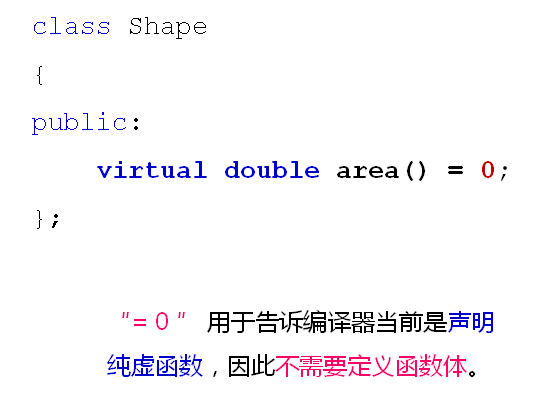 class Shape
{
public:
virtual double area() = 0;
};
“= 0 ” 用于告诉编译器当前是声明
纯虚函数，因此不需要定义函数体。